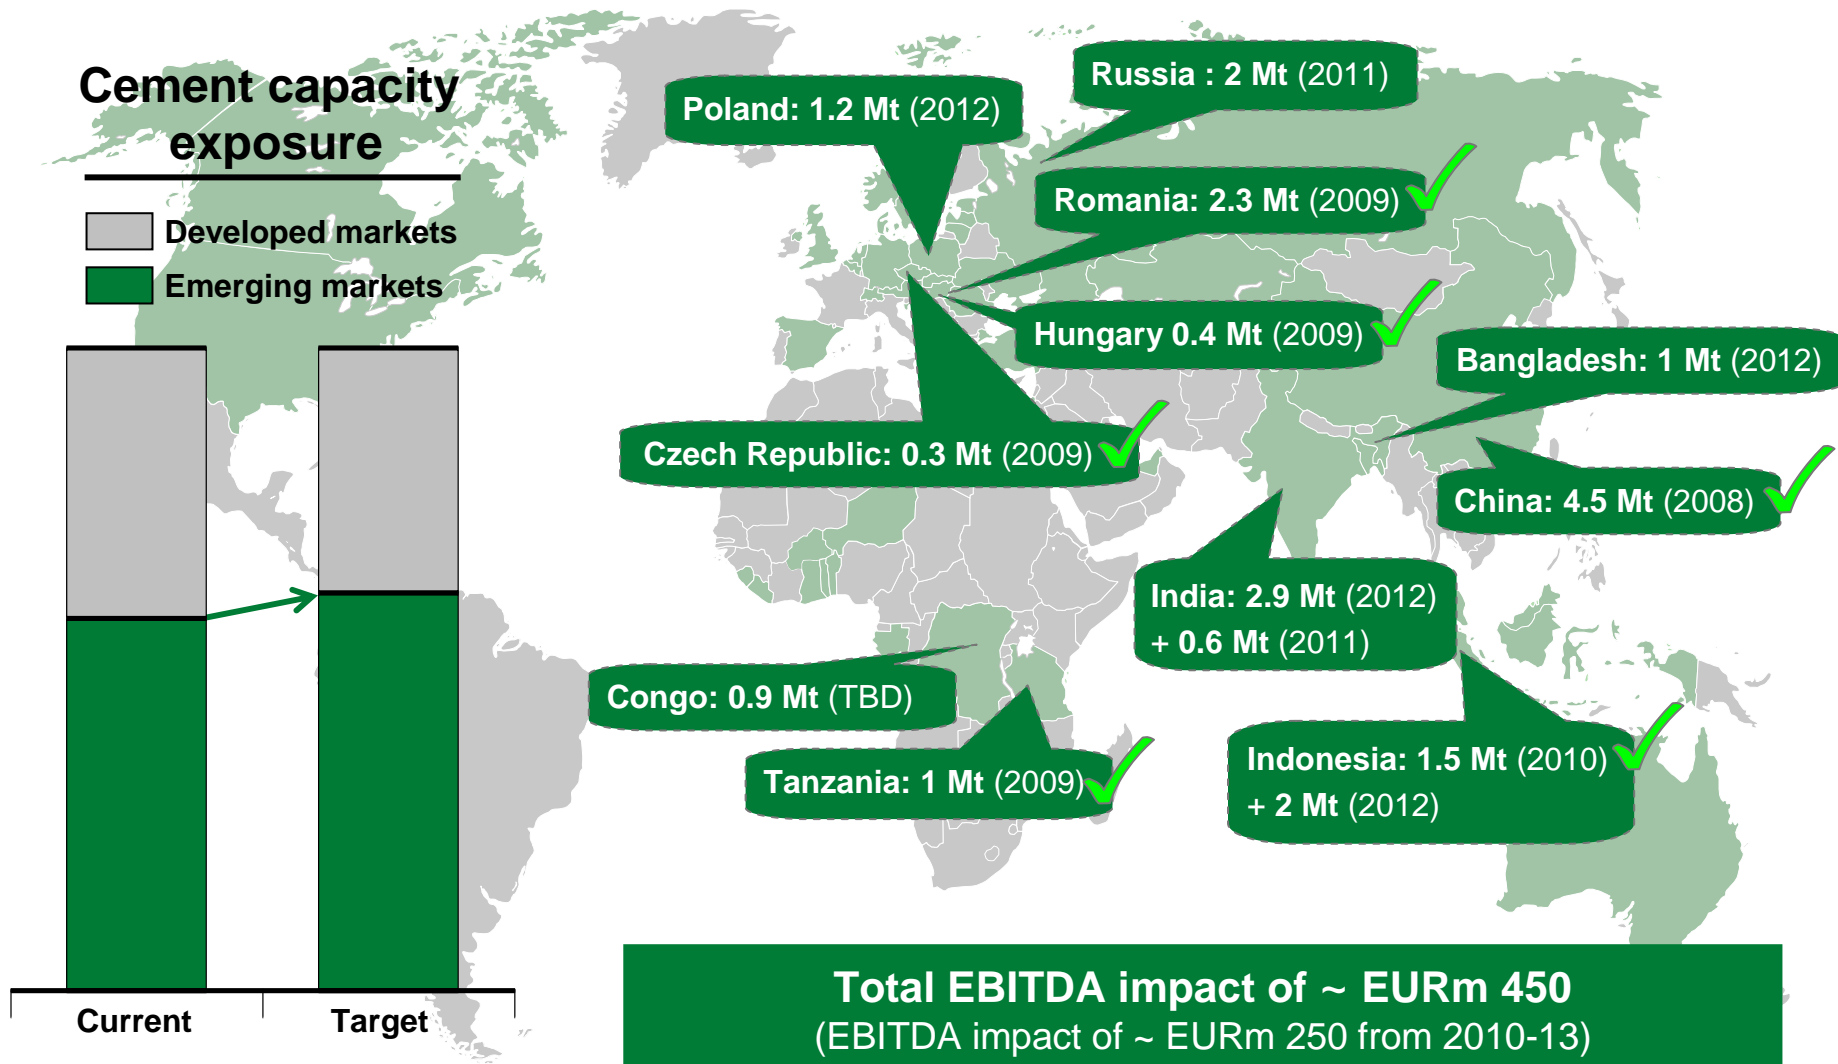 Cement capacity
exposure
Developed markets
Emerging markets
Current
Target
Poland: 1.2 Mt (2012)
Russia : 2 Mt (2011)
Romania: 2.3 Mt (2009)
Hungary 0.4 Mt (2009)
Bangladesh: 1 Mt (2012)
Czech Republic: 0.3 Mt (2009)
China: 4.5 Mt (2008)
India: 2.9 Mt (2012)
+ 0.6 Mt (2011)
Congo: 0.9 Mt (TBD)
Tanzania: 1 Mt (2009)
Indonesia: 1.5 Mt (2010)
+ 2 Mt (2012)
Total EBITDA impact of ~ EURm 450
(EBITDA impact of ~ EURm 250 from 2010-13)